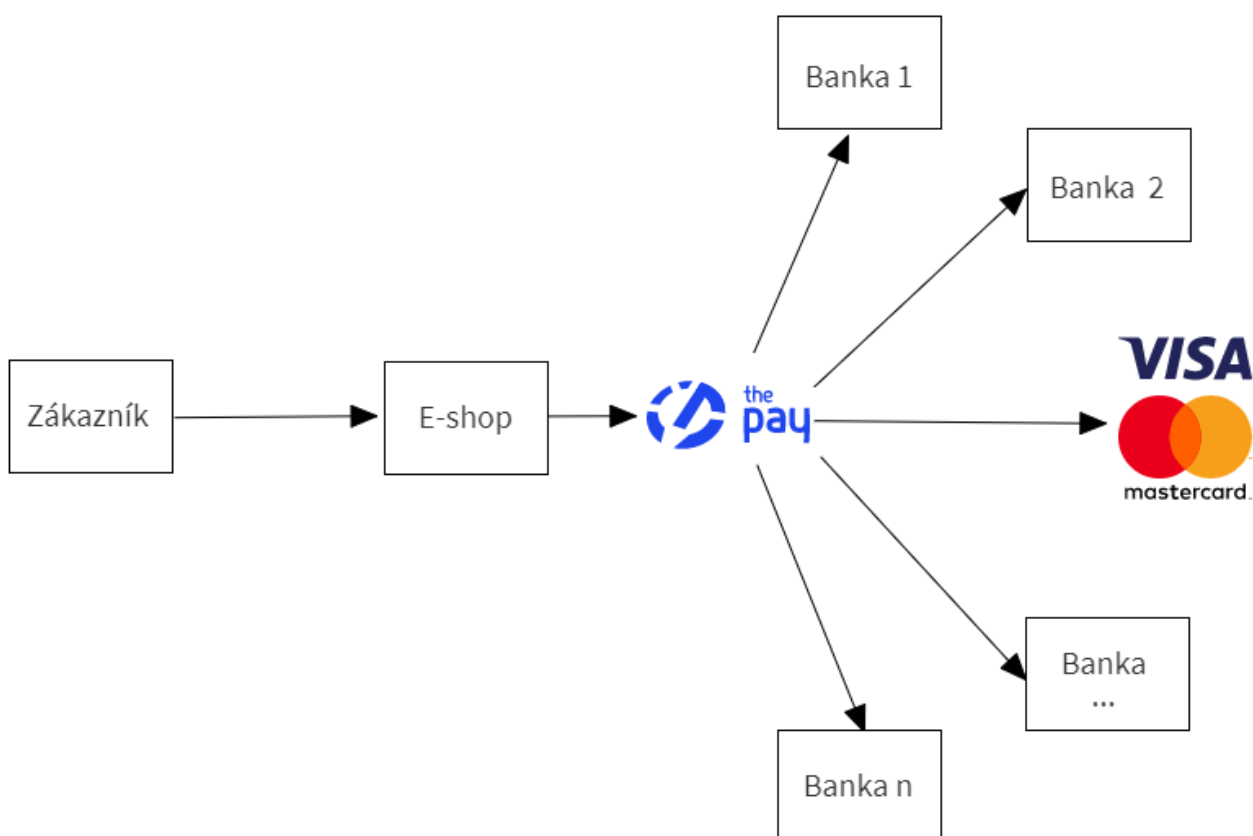 Banka 1
Banka 2
VISA
Zákazník
E-shop
the
pay
mastercard.
Banka
...
Banka n